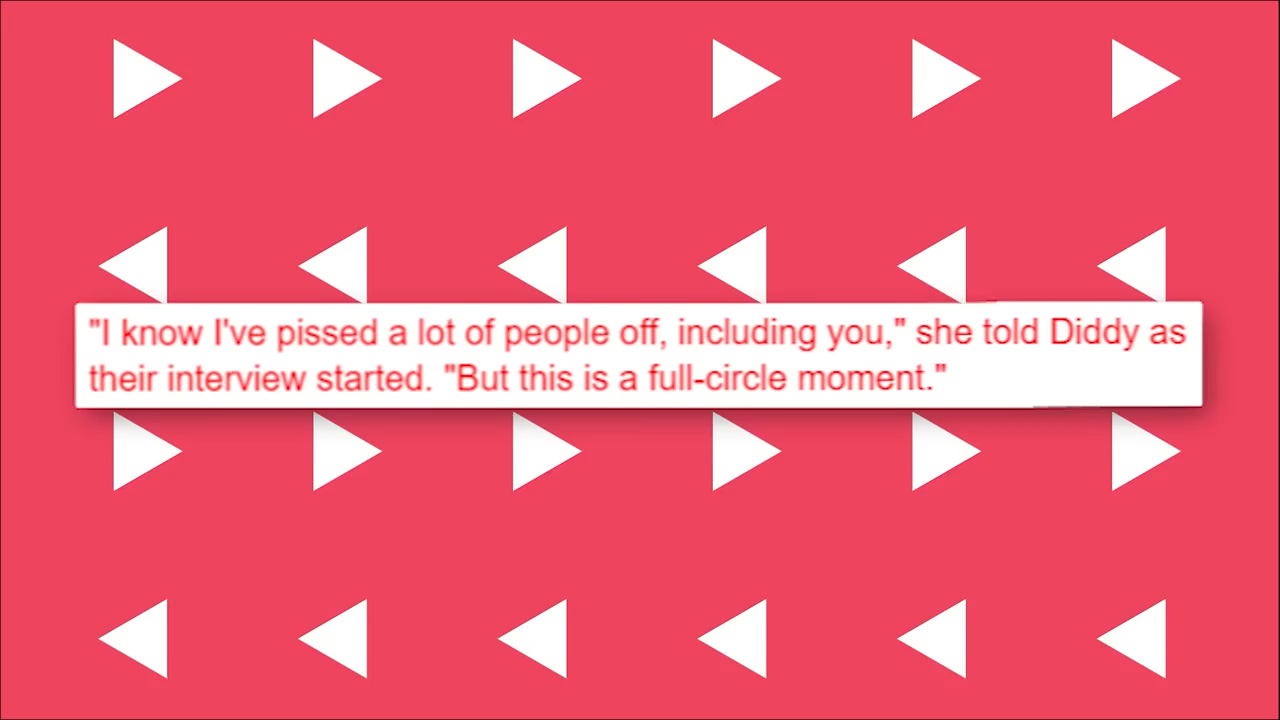 "I know I've pissed a lot of people off, including you," she told Diddy as
their interview started. "But this is a full-circle moment."